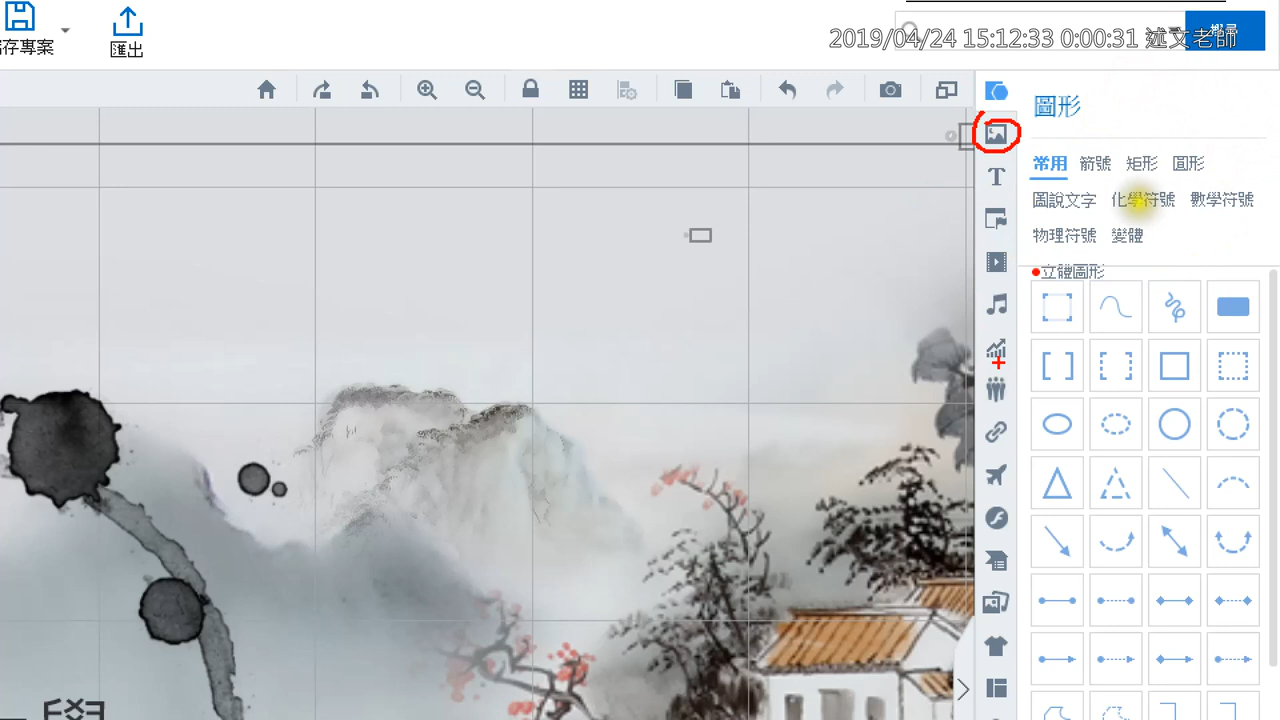 存專案
匯出
2019/04/24 15:12:33 0:00:31 述文老師
圖形
常用 箭號 矩形 圓形
圖說文字 化學符號 數學符號
物理符號 變體
立體圖形